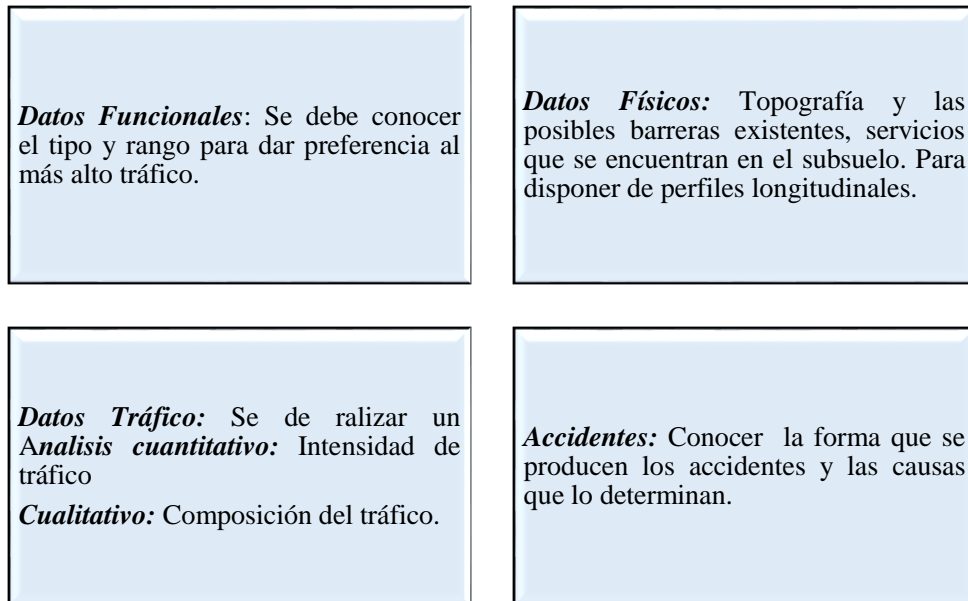 Datos Funcionales: Se debe conocer
el tipo y rango para dar preferencia al
más alto tráfico.
Datos Físicos: Topografía y las
posibles barreras existentes, servicios
que se encuentran en el subsuelo. Para
disponer de perfiles longitudinales.
Datos Tráfico: Se de ralizar un
Analisis cuantitativo: Intensidad de
tráfico
Cualitativo: Composición del tráfico.
Accidentes: Conocer la forma que se
producen los accidentes y las causas
que lo determinan.